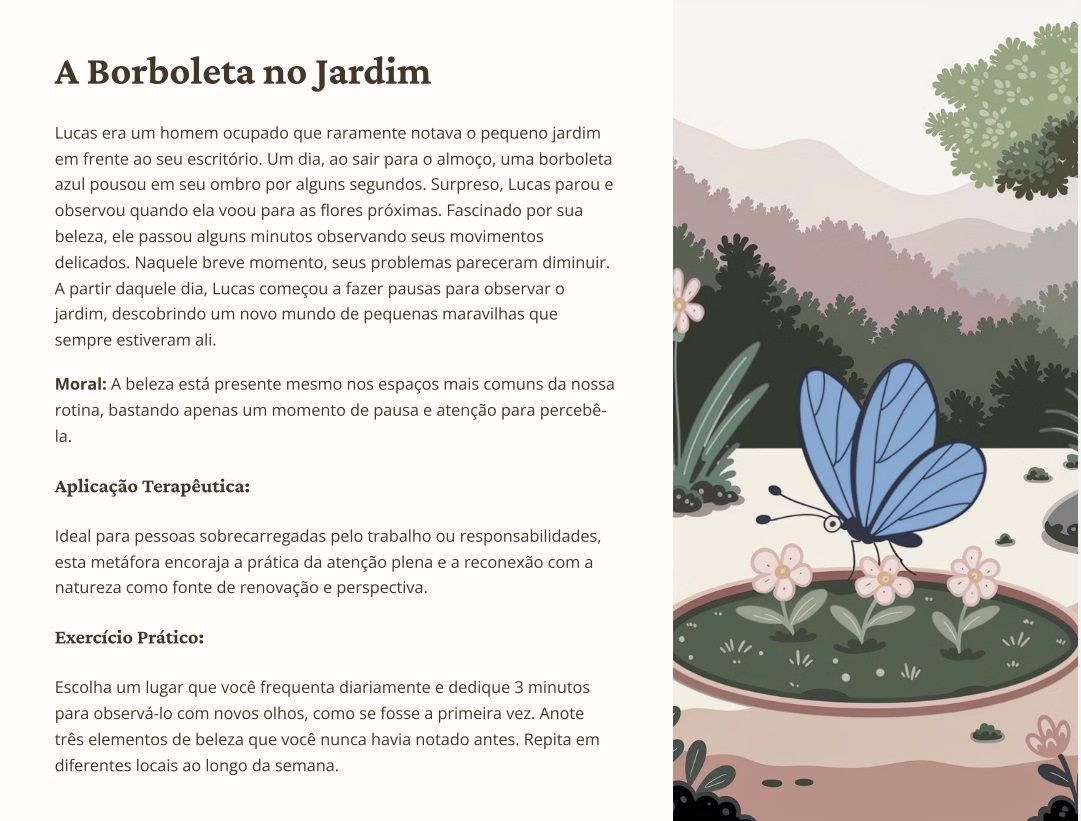 A Borboleta no Jardim
Lucas era um homem ocupado que raramente notava o pequeno jardim
em frente ao seu escritório. Um dia, ao sair para o almoço, uma borboleta
azul pousou em seu ombro por alguns segundos. Surpreso, Lucas parou e
observou quando ela voou para as flores próximas. Fascinado por sua
beleza, ele passou alguns minutos observando seus movimentos
delicados. Naquele breve momento, seus problemas pareceram diminuir.
A partir daquele dia, Lucas começou a fazer pausas para observar o
jardim, descobrindo um novo mundo de pequenas maravilhas que
sempre estiveram ali.
Moral: A beleza está presente mesmo nos espaços mais comuns da nossa
rotina, bastando apenas um momento de pausa e atenção para percebê-
la.
Aplicação Terapêutica:
Ideal para pessoas sobrecarregadas pelo trabalho ou responsabilidades,
esta metáfora encoraja a prática da atenção plena e a reconexão com a
natureza como fonte de renovação e perspectiva.
Exercício Prático:
Escolha um lugar que você frequenta diariamente e dedique 3 minutos
para observá-lo com novos olhos, como se fosse a primeira vez. Anote
três elementos de beleza que você nunca havia notado antes. Repita em
diferentes locais ao longo da semana.